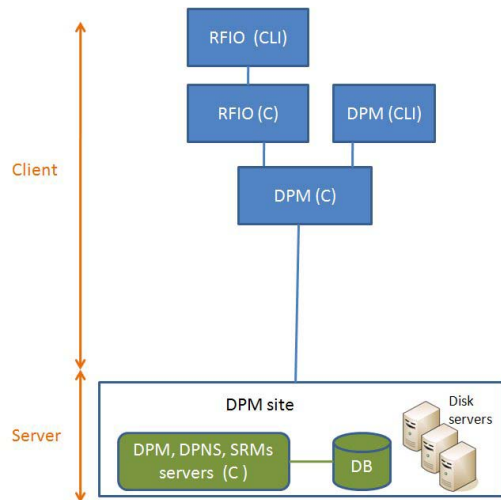 RFIO (CLI)
RFIO (C)
DPM (CLI)
Client
DPM (C)
DPM site
Disk
servers
Server
DPM, DPNS, SRMs
servers (C )
DB